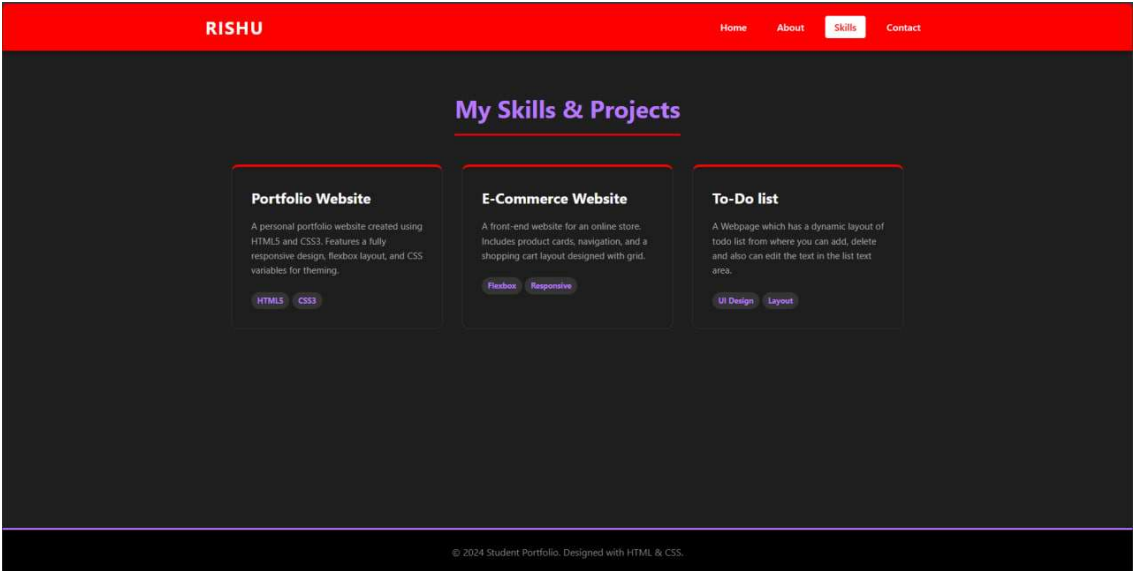 RISHU
Home About Skills Contact
My Skills & Projects
Portfolio Website
A personal portfolio website created using
HTML5 and CSS3. Features a fully
responsive design, flexbox layout, and CSS
variables for theming.
HTML5 CSS3
E-Commerce Website
A front-end website for an online store.
Includes product cards, navigation, and a
shopping cart layout designed with grid.
Flexbox Responsive
To-Do list
A Webpage which has a dynamic layout of
todo list from where you can add, delete
and also can edit the text in the list text
area.
UI Design Layout
© 2024 Student Portfolio. Designed with HTML & CSS.